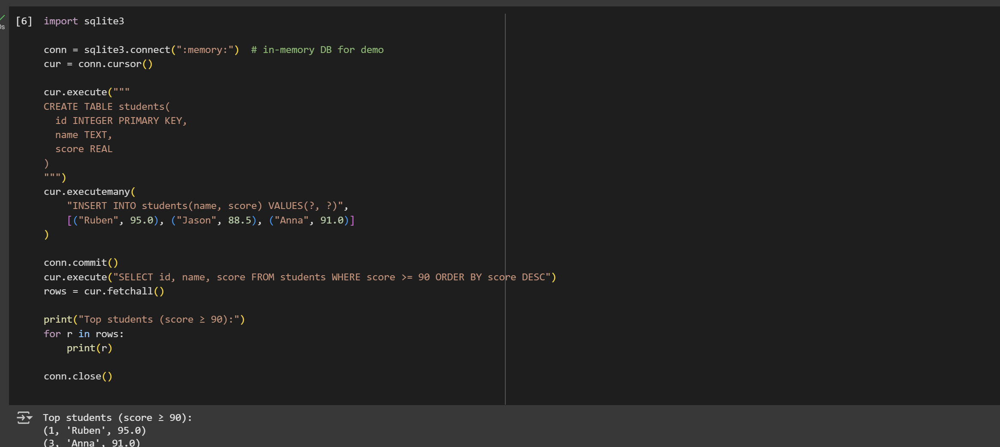 [6] import sqlite3
0s
conn = sqlite3.connect(":memory:")  # in-memory DB for demo
cur = conn.cursor()
cur.execute("""
CREATE TABLE students(
  id INTEGER PRIMARY KEY,
  name TEXT,
  score REAL
)
""")
cur.executemany(
    "INSERT INTO students(name, score) VALUES(?, ?)",
    [("Ruben", 95.0), ("Jason", 88.5), ("Anna", 91.0)]
)
conn.commit()
cur.execute("SELECT id, name, score FROM students WHERE score >= 90 ORDER BY score DESC")
rows = cur.fetchall()
print("Top students (score ≥ 90):")
for r in rows:
    print(r)
conn.close()
Top students (score ≥ 90):
(1, 'Ruben', 95.0)
(3, 'Anna', 91.0)